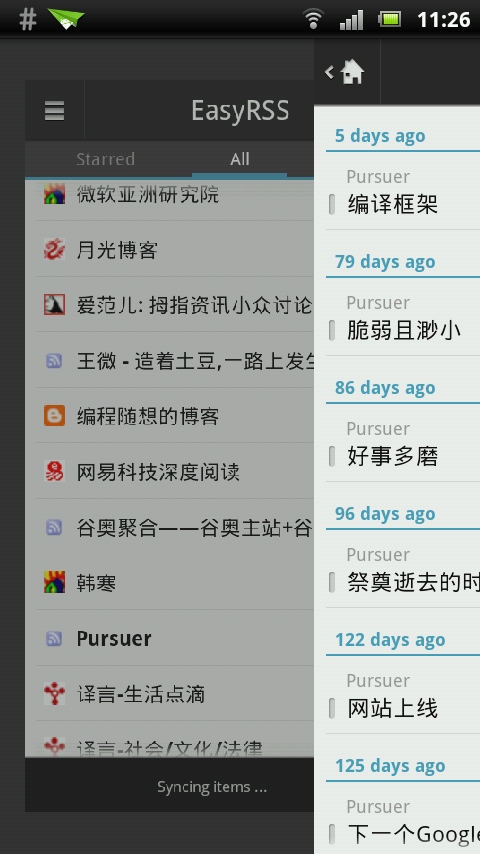 11:26
EasyRSS
Starred
All
微软亚洲研究院
月光博客
爱范儿: 拇指资讯小众讨论
王微 - 造着土豆,一路上发生
编程随想的博客
网易科技深度阅读
谷奥聚合——谷奥主站+谷
韩寒
Pursuer
译言-生活点滴
译言-社会/文化/法律
Syncing items ...
5 days ago
Pursuer
编译框架
79 days ago
Pursuer
脆弱且渺小
86 days ago
Pursuer
好事多磨
96 days ago
Pursuer
祭奠逝去的时
122 days ago
Pursuer
网站上线
125 days ago
Pursuer
下一个Google